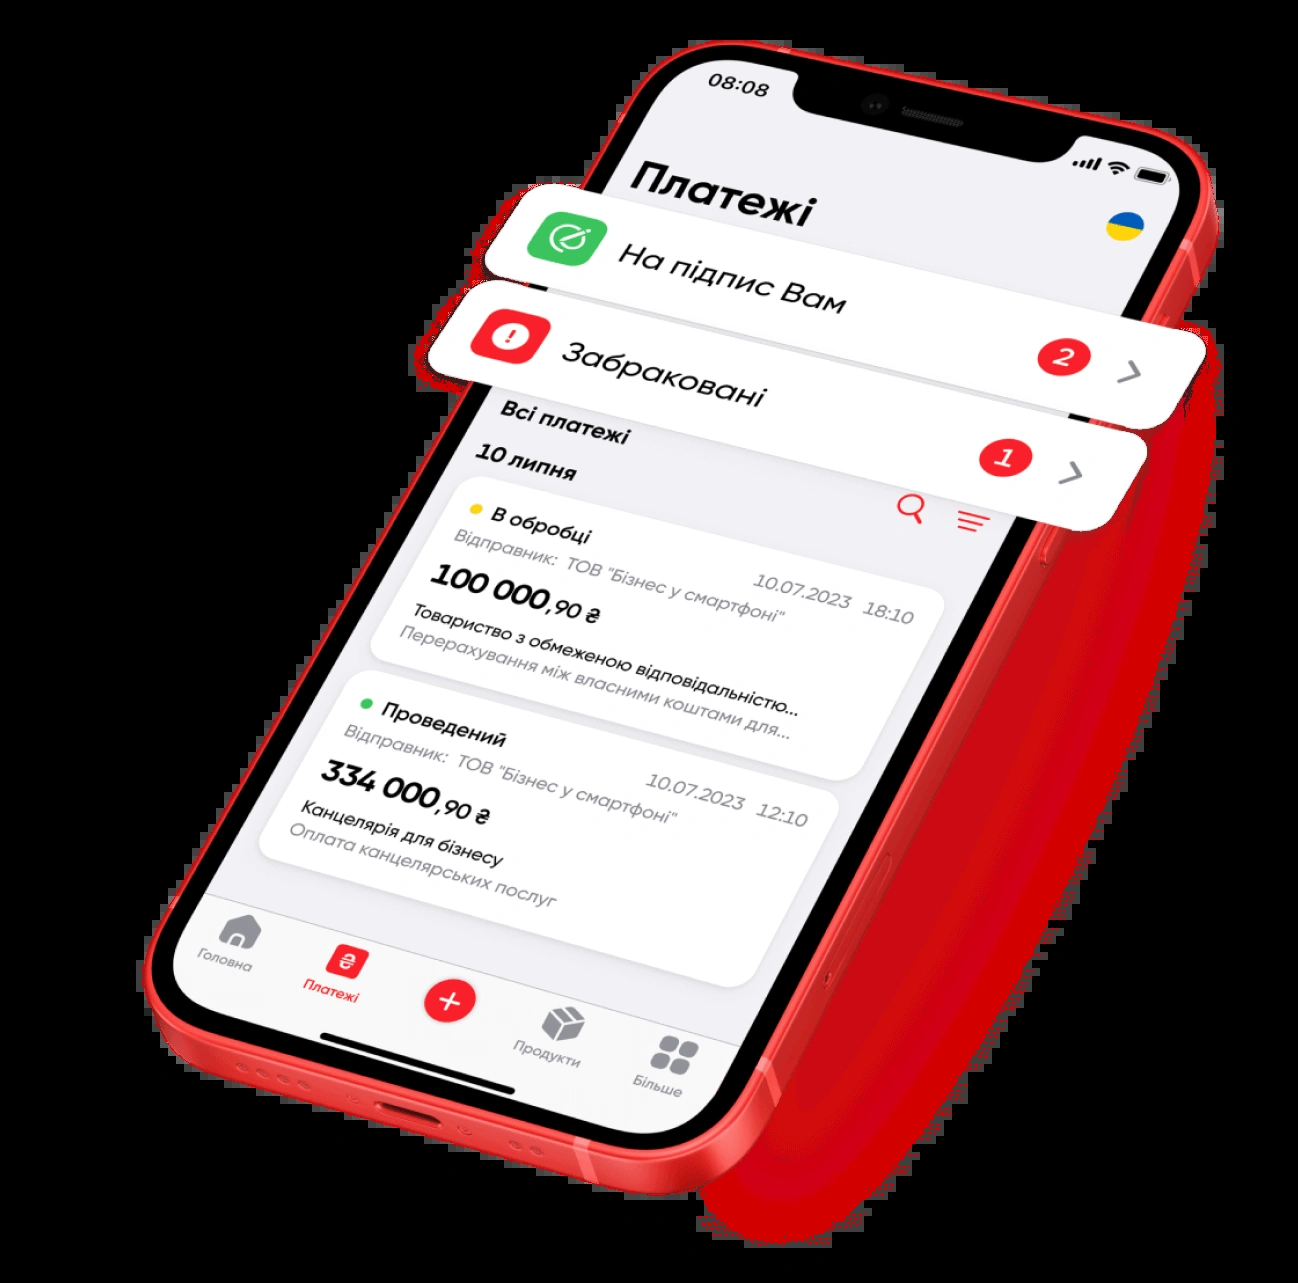 08:08
Платежі
На підпис Вам
2
Забраковані
1
Всі платежі
10 липня
В обробці
10.07.2023 18:10
Відправник: ТОВ "Бізнес у смартфоні"
100 000,90 ₴
Товариство з обмеженою відповідальністю...
Перерахування між власними коштами для...
Проведений
10.07.2023 12:10
Відправник: ТОВ "Бізнес у смартфоні"
334 000,90 ₴
Канцелярія для бізнесу
Оплата канцелярських послуг
Головна
Платежі
Продукти
Більше